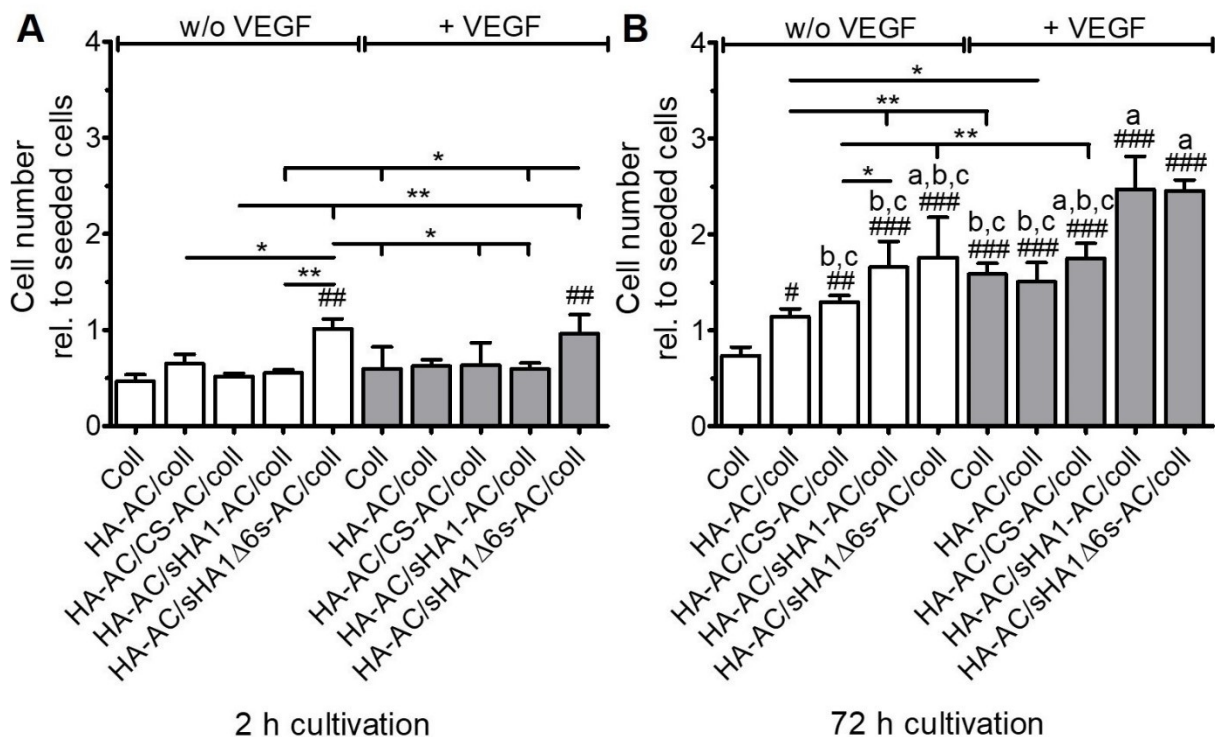 A
w/o VEGF
+ VEGF
Cell number
rel. to seeded cells
4
3
2
1
0
*
**
*
*
**
##
##
Coll
HA-AC/coll
HA-AC/CS-AC/coll
HA-AC/sHA1-AC/coll
HA-AC/sHA1Δ6s-AC/coll
Coll
HA-AC/coll
HA-AC/CS-AC/coll
HA-AC/sHA1-AC/coll
HA-AC/sHA1Δ6s-AC/coll
2 h cultivation
B
w/o VEGF
+ VEGF
Cell number
rel. to seeded cells
4
3
2
1
0
*
**
**
*
#
b,c
##
b,c
###
a,b,c
###
b,c
###
b,c
###
a,b,c
###
a
###
a
###
Coll
HA-AC/coll
HA-AC/CS-AC/coll
HA-AC/sHA1-AC/coll
HA-AC/sHA1Δ6s-AC/coll
Coll
HA-AC/coll
HA-AC/CS-AC/coll
HA-AC/sHA1-AC/coll
HA-AC/sHA1Δ6s-AC/coll
72 h cultivation